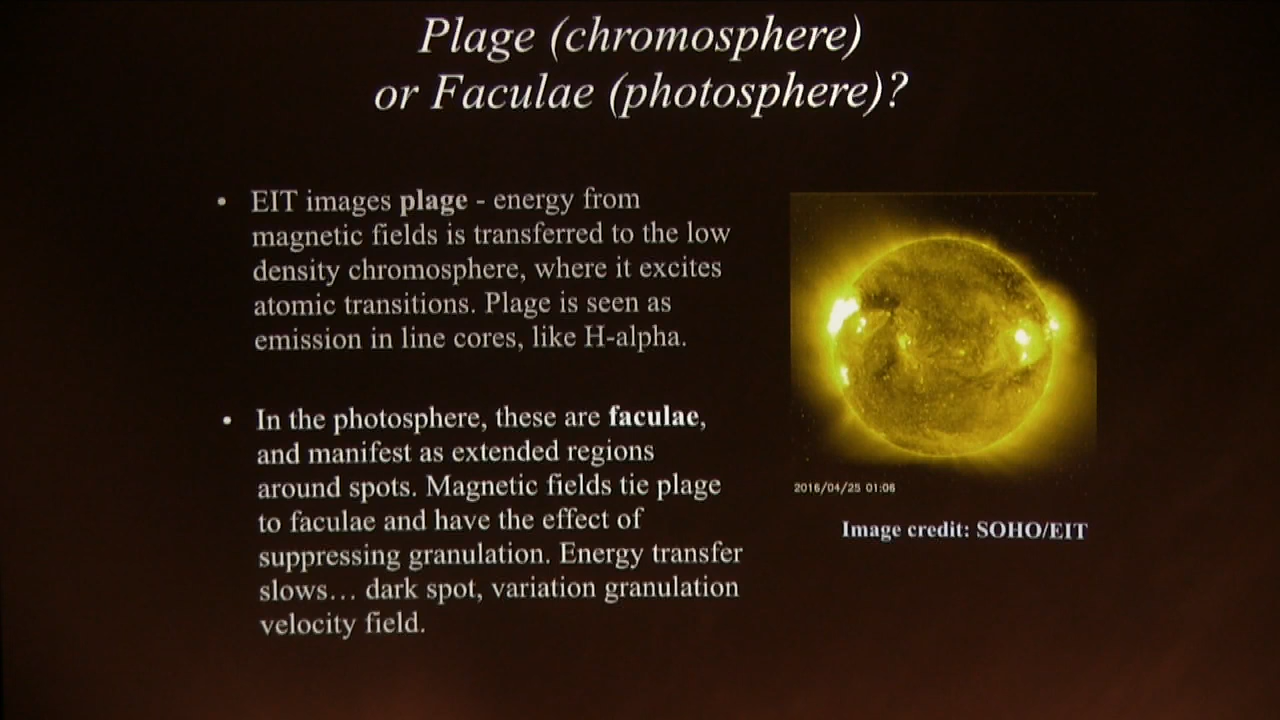 Plage (chromosphere)
or Faculae (photosphere)?
• EIT images plage - energy from
magnetic fields is transferred to the low
density chromosphere, where it excites
atomic transitions. Plage is seen as
emission in line cores, like H-alpha.
• In the photosphere, these are faculae,
and manifest as extended regions
around spots. Magnetic fields tie plage
to faculae and have the effect of
suppressing granulation. Energy transfer
slows… dark spot, variation granulation
velocity field.
2016/04/25 01:06
Image credit: SOHO/EIT